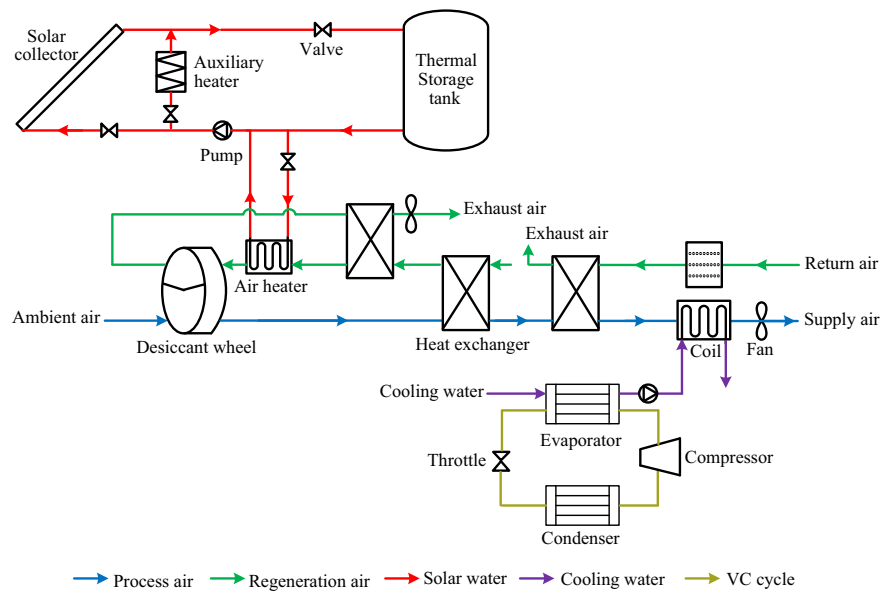 Solar
collector
Valve
Auxiliary
heater
Thermal
Storage
tank
Pump
Exhaust air
Exhaust air
Return air
Air heater
Ambient air
Supply air
Desiccant wheel
Heat exchanger
Coil
Fan
Cooling water
Evaporator
Throttle
Compressor
Condenser
Process air
Regeneration air
Solar water
Cooling water
VC cycle